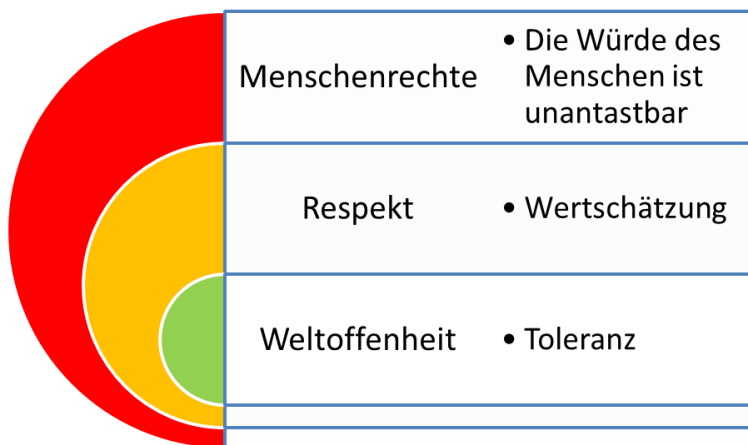 Menschenrechte
• Die Würde des
Menschen ist
unantastbar
Respekt
• Wertschätzung
Weltoffenheit
• Toleranz